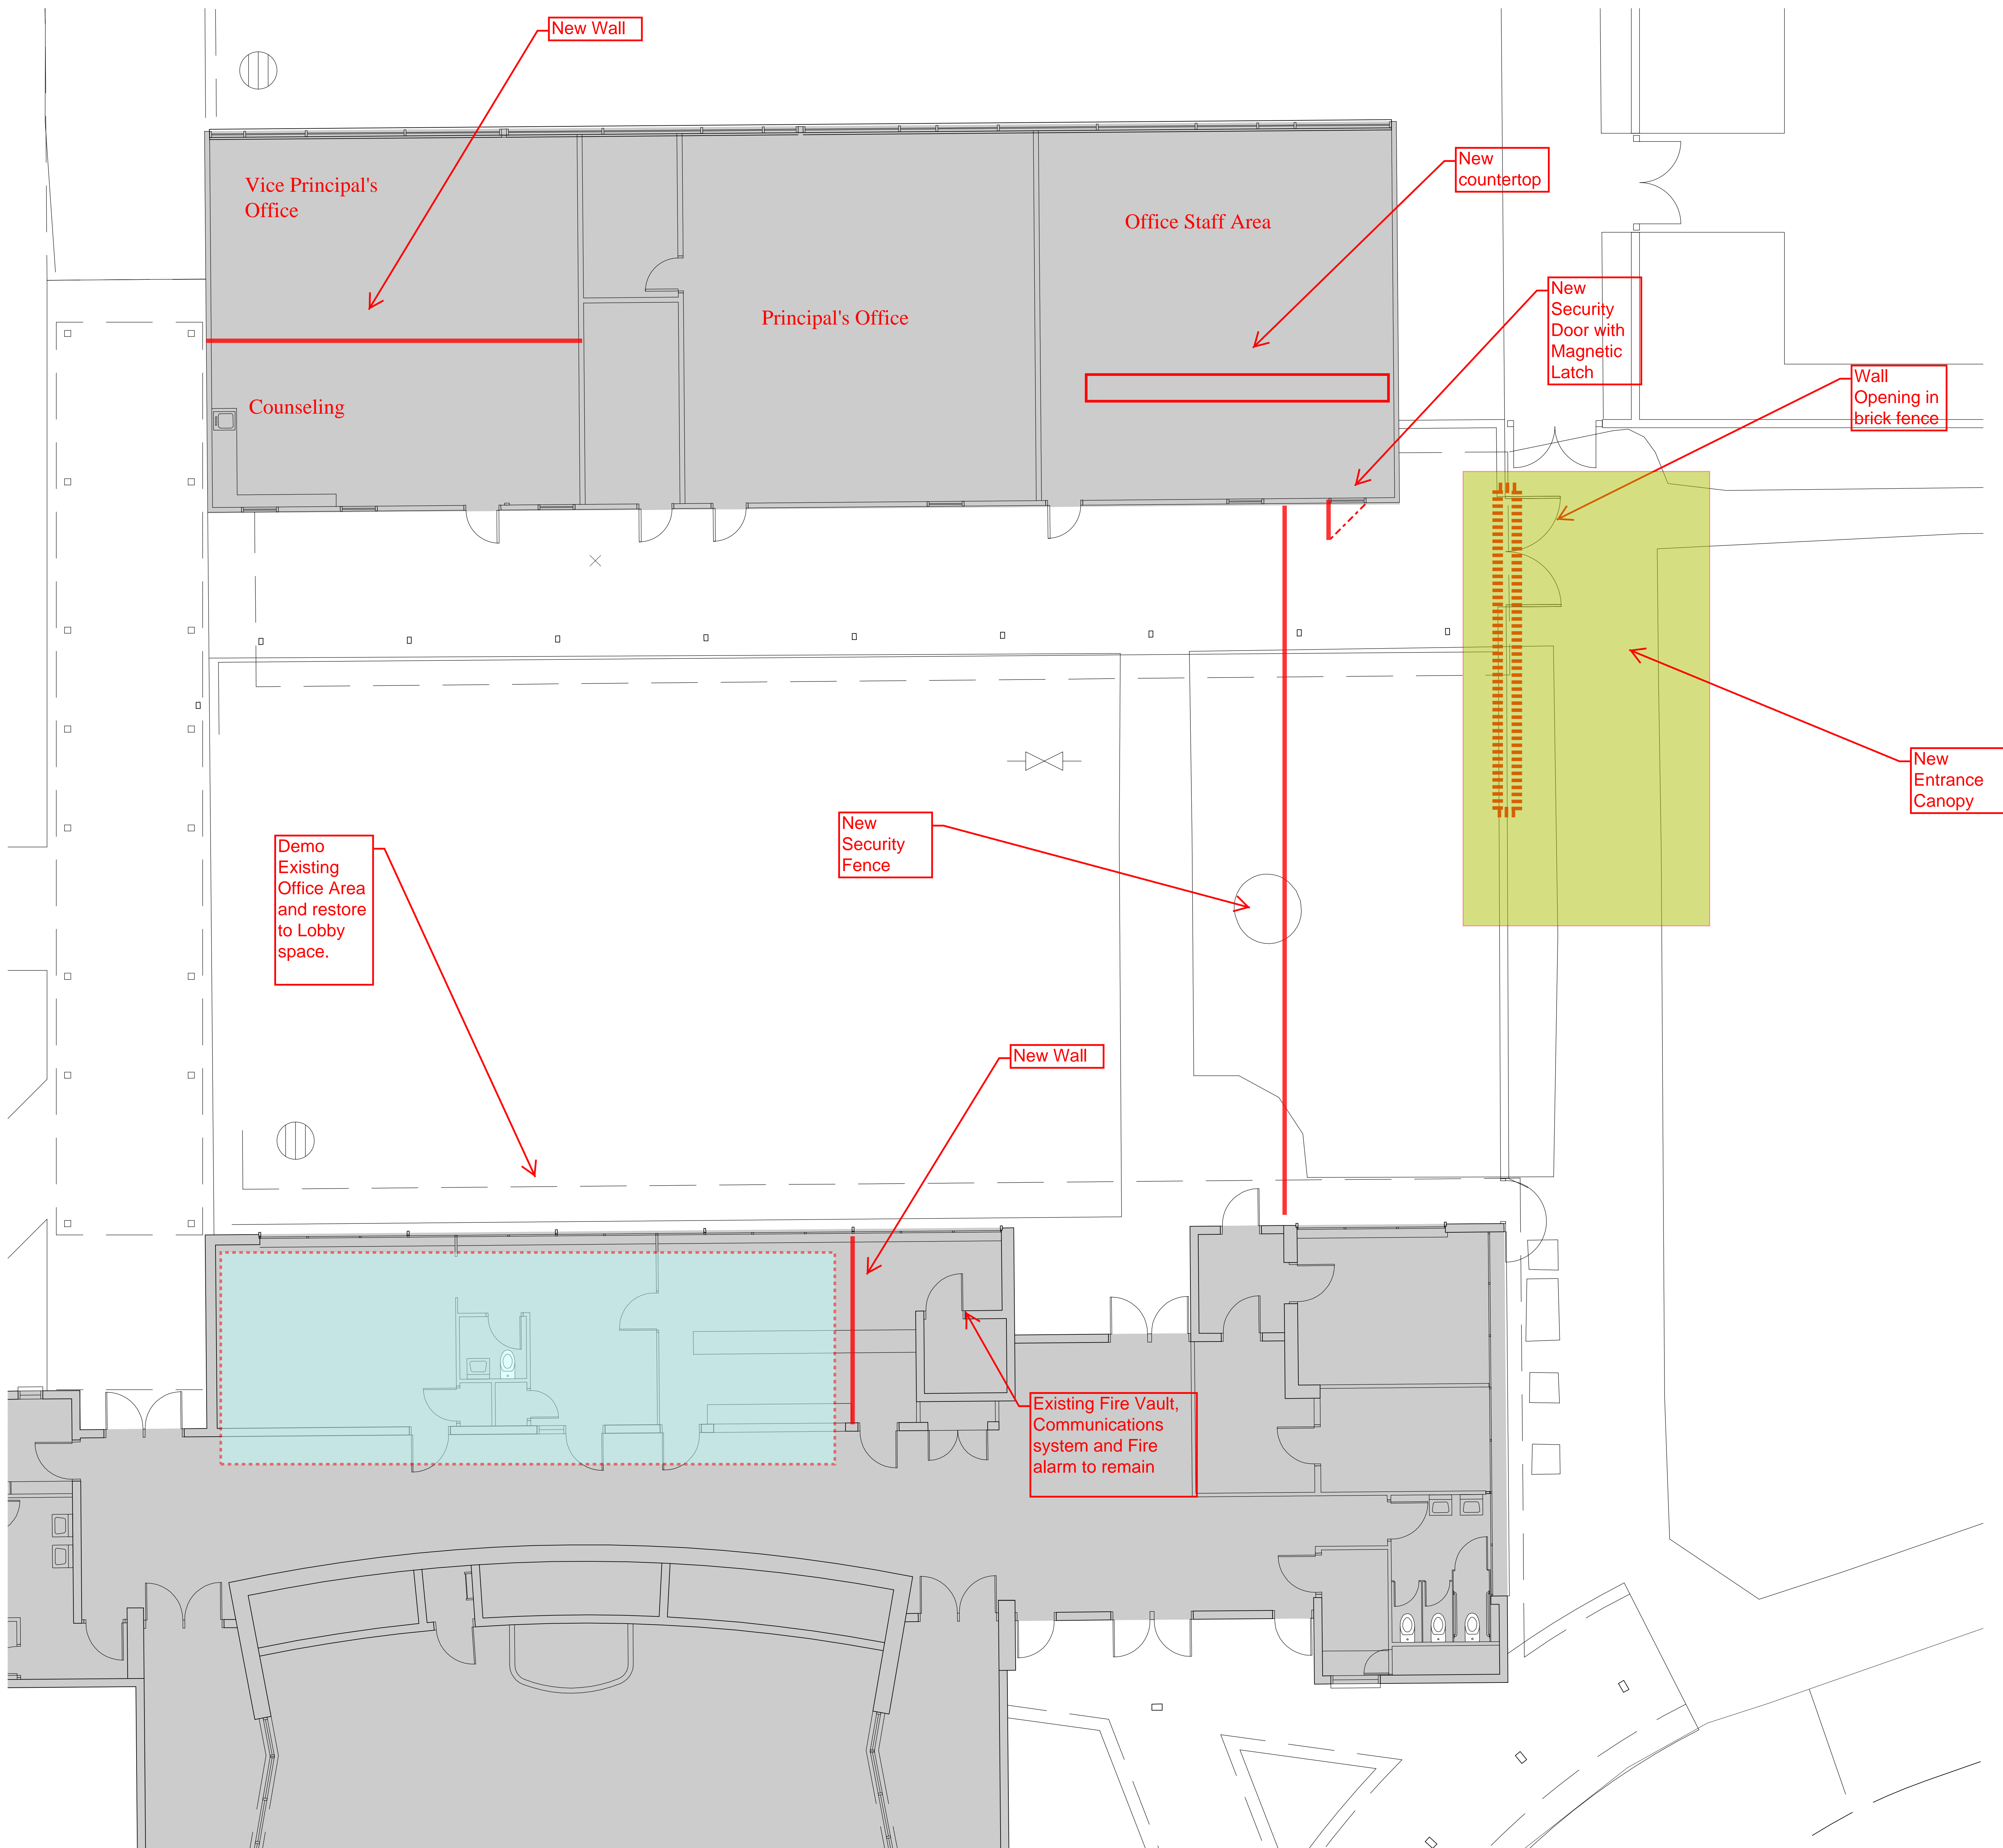 New Wall
Vice Principal's
Office
New
countertop
Office Staff Area
New
Security
Door with
Magnetic
Latch
Principal's Office
Wall
Opening in
brick fence
Counseling
New
Entrance
Canopy
New
Security
Fence
Demo
Existing
Office Area
and restore
to Lobby
space.
New Wall
Existing Fire Vault,
Communications
system and Fire
alarm to remain